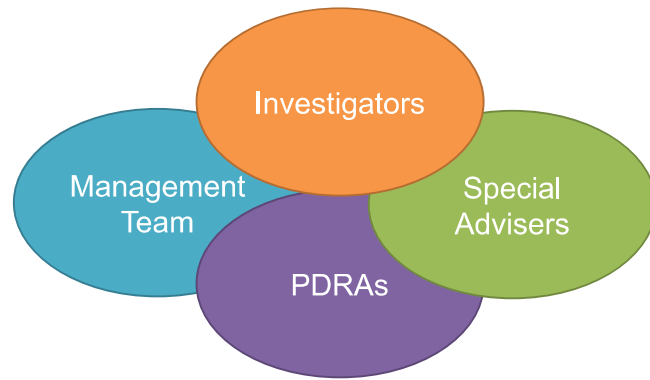 Investigators
Management
Team
Special
Advisers
PDRAs